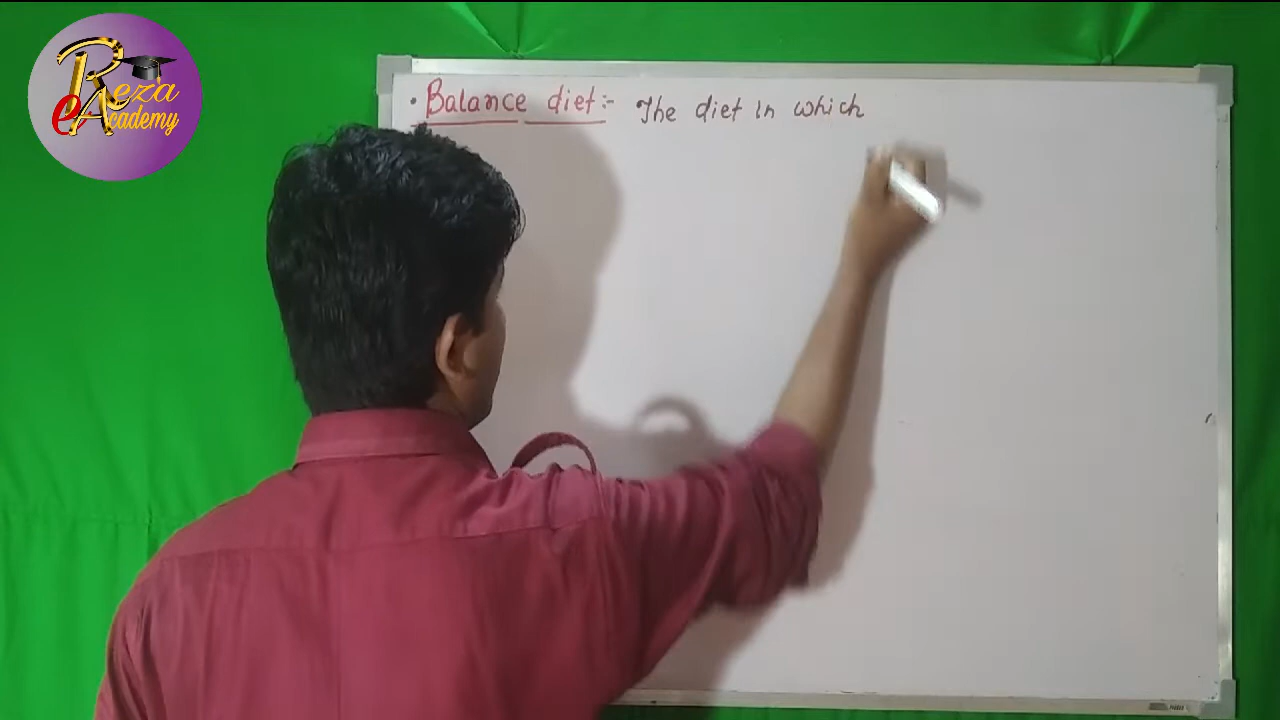 Reza
eAcademy
• Balance diet:- The diet in which